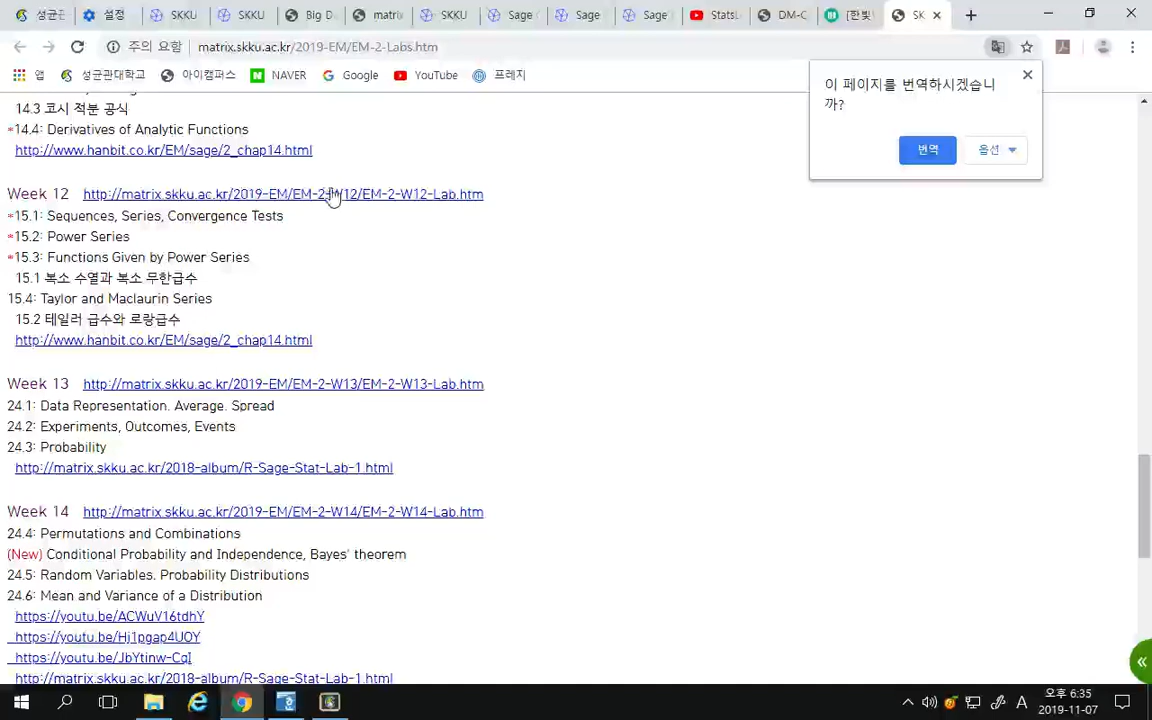 성균관
설정
SKKU
SKKU
Big D
matri
SKKU
Sage
Sage
Sage
StatsL
DM-C
[한빛
SK
주의 요함
matrix.skku.ac.kr/2019-EM/EM-2-Labs.htm
앱
성균관대학교
아이캠퍼스
NAVER
Google
YouTube
프레지
이 페이지를 번역하시겠습니
까?
번역
옵션
14.3 코시 적분 공식
*14.4: Derivatives of Analytic Functions
http://www.hanbit.co.kr/EM/sage/2_chap14.html
Week 12 http://matrix.skku.ac.kr/2019-EM/EM-2-W12/EM-2-W12-Lab.htm
*15.1: Sequences, Series, Convergence Tests
*15.2: Power Series
*15.3: Functions Given by Power Series
15.1 복소 수열과 복소 무한급수
15.4: Taylor and Maclaurin Series
15.2 테일러 급수와 로랑급수
http://www.hanbit.co.kr/EM/sage/2_chap14.html
Week 13 http://matrix.skku.ac.kr/2019-EM/EM-2-W13/EM-2-W13-Lab.htm
24.1: Data Representation. Average. Spread
24.2: Experiments, Outcomes, Events
24.3: Probability
http://matrix.skku.ac.kr/2018-album/R-Sage-Stat-Lab-1.html
Week 14 http://matrix.skku.ac.kr/2019-EM/EM-2-W14/EM-2-W14-Lab.htm
24.4: Permutations and Combinations
(New) Conditional Probability and Independence, Bayes' theorem
24.5: Random Variables. Probability Distributions
24.6: Mean and Variance of a Distribution
https://youtu.be/ACWuV16tdhY
https://youtu.be/Hj1pgap4UOY
https://youtu.be/JbYtinw-CqI
http://matrix.skku.ac.kr/2018-album/R-Sage-Stat-Lab-1.html
A
오후 6:35
2019-11-07